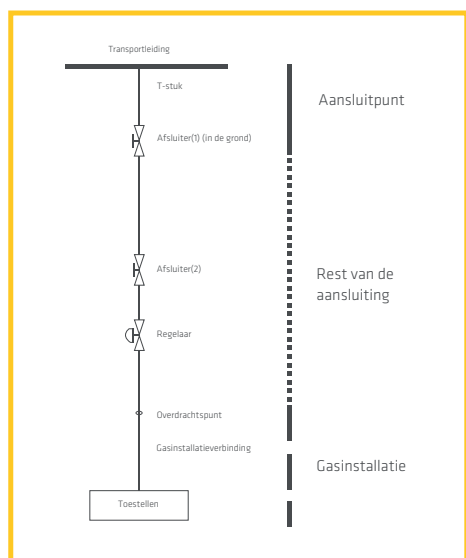 Transportleiding
T-stuk
Aansluitpunt
Afsluiter(1) (in de grond)
Afsluiter(2)
Rest van de
aansluiting
Regelaar
Overdrachtspunt
Gasinstallatieverbinding
Gasinstallatie
Toestellen